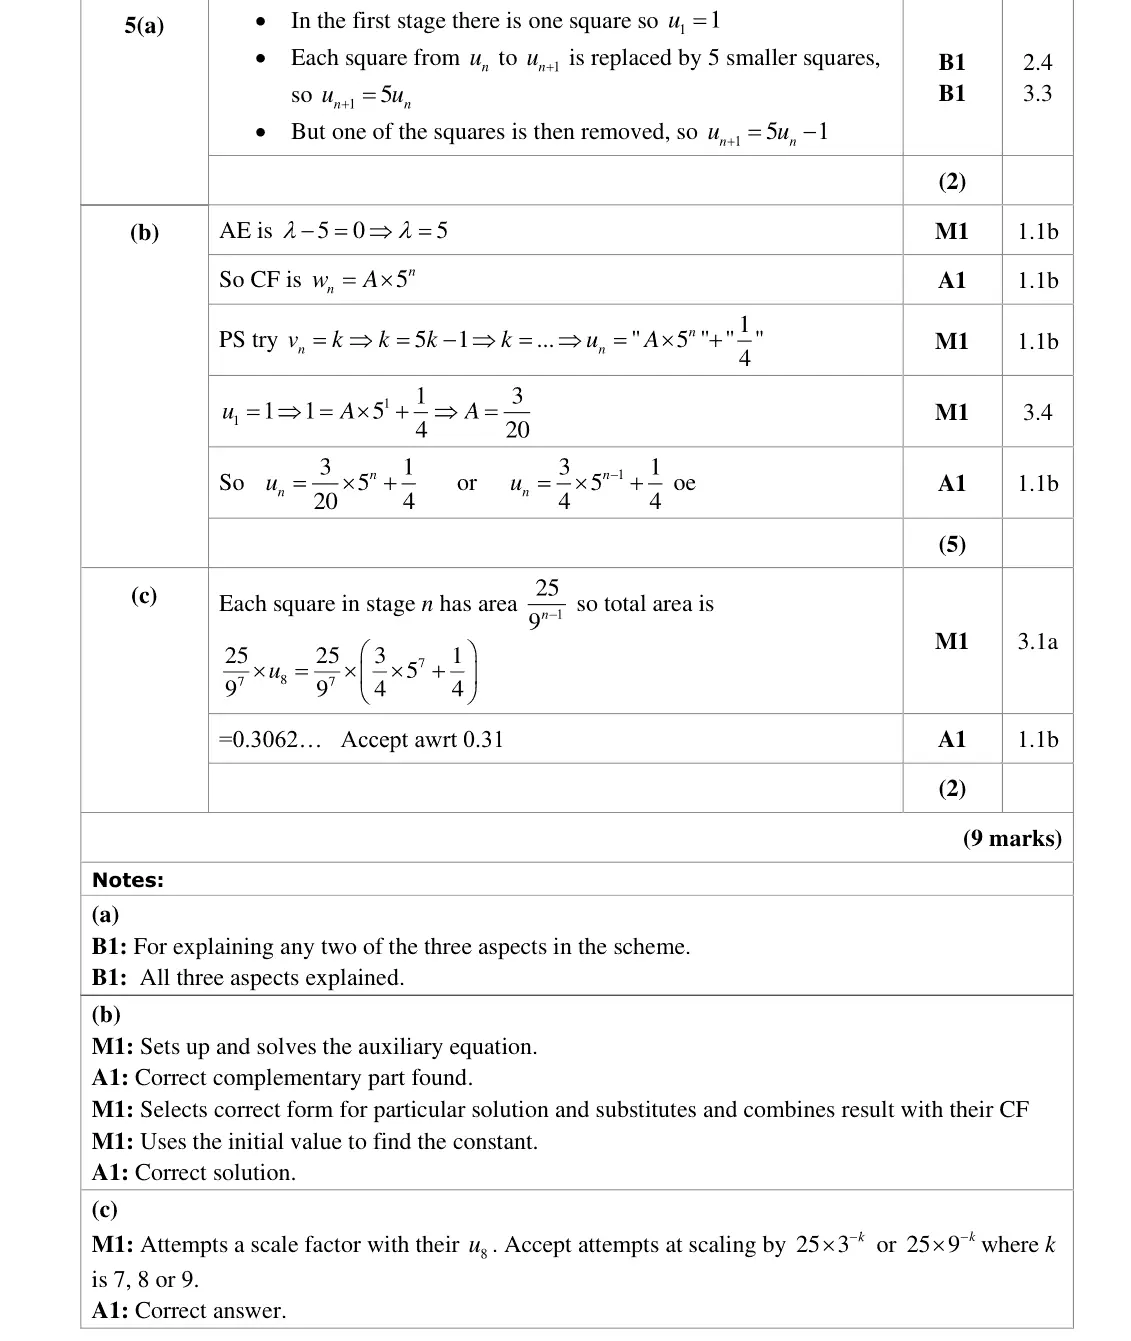 5(a)
• In the first stage there is one square so u₁ = 1
• Each square from uₙ to uₙ₊₁ is replaced by 5 smaller squares,
so uₙ₊₁ = 5uₙ
• But one of the squares is then removed, so uₙ₊₁ = 5uₙ − 1
B1 2.4
B1 3.3
(2)
(b) AE is λ − 5 = 0 ⇒ λ = 5 M1 1.1b
So CF is wₙ = A × 5ⁿ A1 1.1b
PS try vₙ = k ⇒ k = 5k − 1 ⇒ k = ... ⇒ uₙ = "A × 5ⁿ" + "1/4" M1 1.1b
u₁ = 1 ⇒ 1 = A × 5¹ + 1/4 ⇒ A = 3/20 M1 3.4
So uₙ = 3/20 × 5ⁿ + 1/4 or uₙ = 3/4 × 5ⁿ⁻¹ + 1/4 oe A1 1.1b
(5)
(c) Each square in stage n has area 25/9ⁿ⁻¹ so total area is
25/9⁷ × u₈ = 25/9⁷ × (3/4 × 5⁷ + 1/4) M1 3.1a
=0.3062… Accept awrt 0.31 A1 1.1b
(2)
(9 marks)
Notes:
(a)
B1: For explaining any two of the three aspects in the scheme.
B1: All three aspects explained.
(b)
M1: Sets up and solves the auxiliary equation.
A1: Correct complementary part found.
M1: Selects correct form for particular solution and substitutes and combines result with their CF
M1: Uses the initial value to find the constant.
A1: Correct solution.
(c)
M1: Attempts a scale factor with their u₈ . Accept attempts at scaling by 25×3⁻ᵏ or 25×9⁻ᵏ where k
is 7, 8 or 9.
A1: Correct answer.